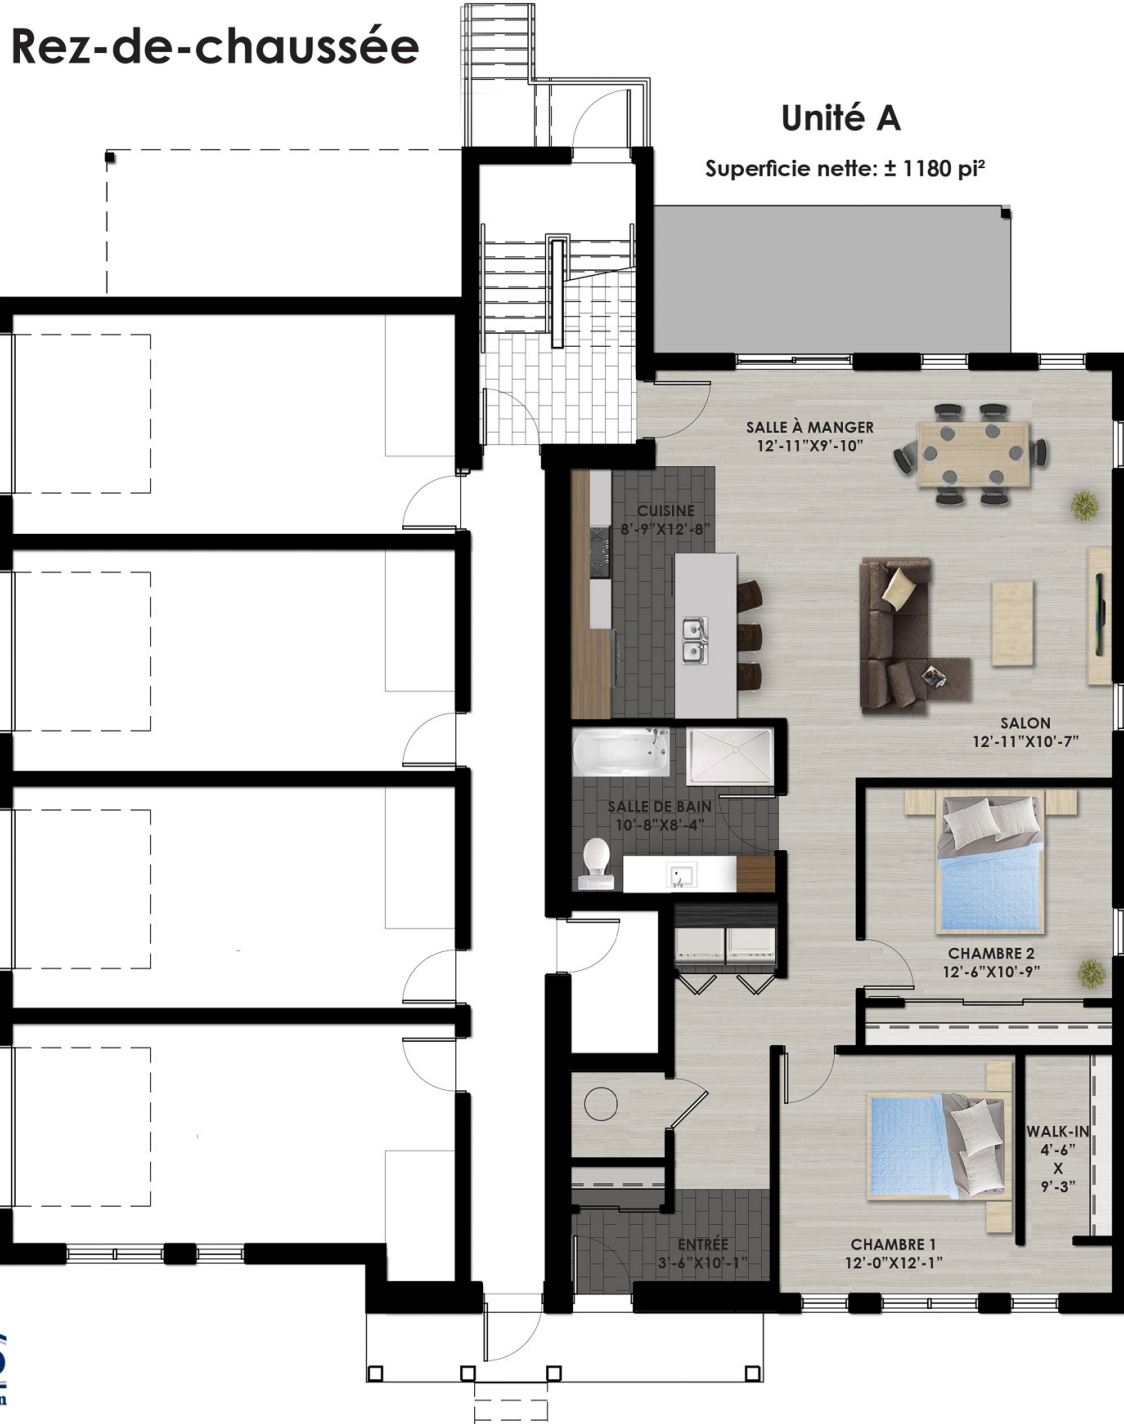 Rez-de-chaussée
Unité A
Superficie nette: ± 1180 pi²
SALLE À MANGER
12'-11"X9'-10"
CUISINE
8'-9"X12'-8"
SALON
12'-11"X10'-7"
SALLE DE BAIN
10'-8"X8'-4"
CHAMBRE 2
12'-6"X10'-9"
WALK-IN
4'-6"
X
9'-3"
ENTRÉE
3'-6"X10'-1"
CHAMBRE 1
12'-0"X12'-1"